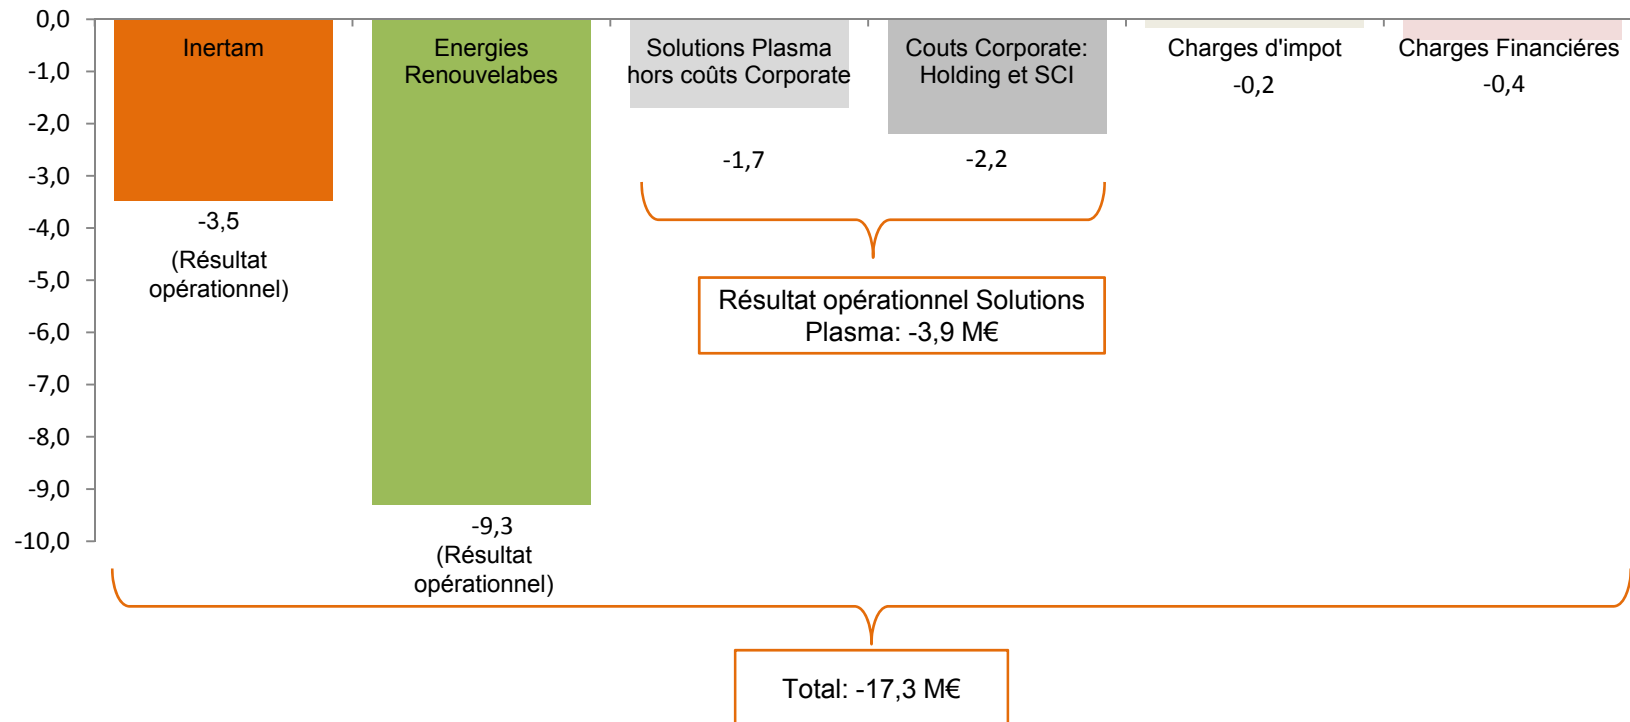 0,0
-1,0
-2,0
-3,0
-4,0
-5,0
-6,0
-7,0
-8,0
-9,0
-10,0
Inertam
Energies
Renouvelabes
Solutions Plasma
hors coûts Corporate
Couts Corporate:
Holding et SCI
Charges d'impot
Charges Financiéres
-0,2
-0,4
-1,7
-2,2
-3,5
(Résultat
opérationnel)
Résultat opérationnel Solutions
Plasma: -3,9 M€
-9,3
(Résultat
opérationnel)
Total: -17,3 M€